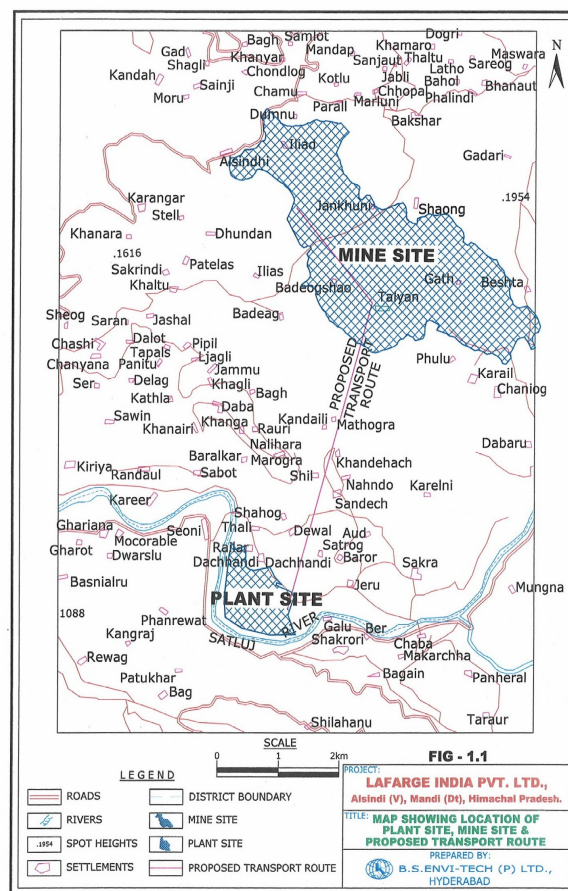 Bagh
Samlot
Dogri
Gad
Khanyar
Mandap
Khamaro
Shagli
Sanjaut
Thaltu
Sareog
Maswara
N
Kandah
Chondlog
Latho
Sainji
Kotlu
Jabli
Bahol
Bhanaut
Moru
Chamu
Chhopal
Parali
Marluni
Phalindi
Dumnu
Bakshar
Iliad
Alsindhi
Gadari
Karangar
Jankhuni
Shaong
.1954
Stell
Khanara
Dhundan
.1616
MINE SITE
Sakrindi
Patelas
Khaltu
Ilias
Badeogshao
Gath
Beshta
Talyan
Sheog
Saran
Jashal
Badeag
Chashi
Dalot
Pipil
Chanyana
Tapals
Panitu
Ljagli
Phulu
Jammu
Ser
Delag
Khagli
Karail
Kathla
Bagh
Chaniog
PROPOSED
TRANSPORT
ROUTE
Sawin
Daba
Khanairi
Khanga
Rauri
Kandaili
Mathogra
Nalihara
Dabaru
Kiriya
Baralkar
Marogra
Khandehach
Randaul
Sabot
Shil
Nahndo
Karelni
Kareer
Sandech
Shahog
Ghariana
Seoni
Thali
Dewal
Aud
Mocorable
Gharot
Dwarslu
Rallar
Satrog
Dachhandi
Dachhandi
Baror
Sakra
Basnialru
Jeru
Mungna
PLANT SITE
1088
Phanrewat
SATLUJ
RIVER
Galu
Ber
Kangraj
Shakrori
Chaba
Rewag
Makarchha
Patukhar
Bagain
Panheral
Bag
Shilahanu
Taraur
SCALE
0 1 2km
FIG - 1.1
LEGEND
ROADS
DISTRICT BOUNDARY
RIVERS
MINE SITE
.1954
SPOT HEIGHTS
PLANT SITE
SETTLEMENTS
PROPOSED TRANSPORT ROUTE
PROJECT:
LAFARGE INDIA PVT. LTD.,
Alsindi (V), Mandi (Dt), Himachal Pradesh.
TITLE:
MAP SHOWING LOCATION OF
PLANT SITE, MINE SITE &
PROPOSED TRANSPORT ROUTE
PREPARED BY:
B.S.ENVI-TECH (P) LTD.,
HYDERABAD